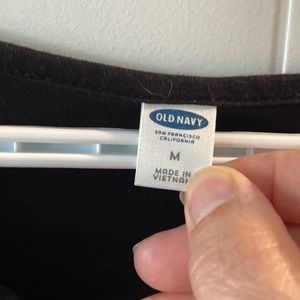 OLD NAVY
SAN FRANCISCO
CALIFORNIA
M
MADE IN
VIETNAM